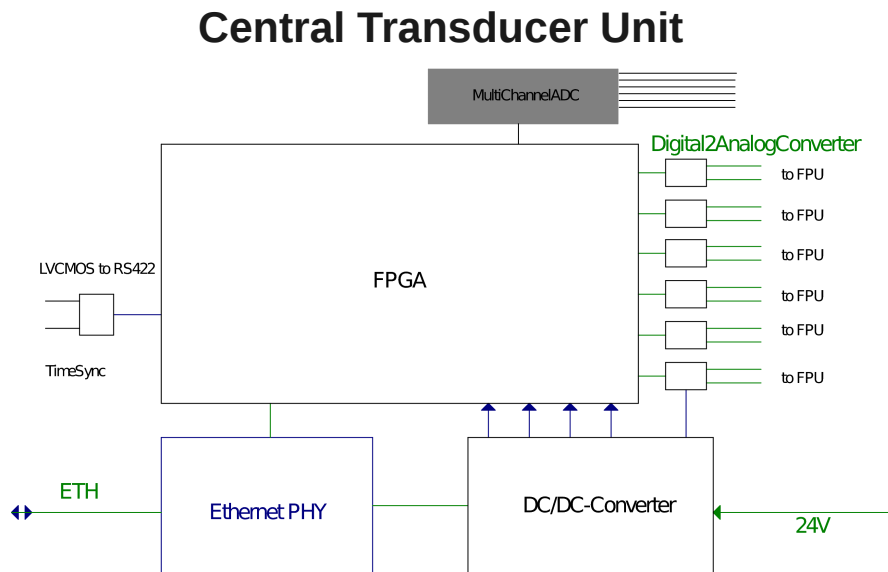 Central Transducer Unit
MultiChannelADC
Digital2AnalogConverter
to FPU
to FPU
to FPU
to FPU
to FPU
to FPU
LVCMOS to RS422
FPGA
TimeSync
ETH
Ethernet PHY
DC/DC-Converter
24V